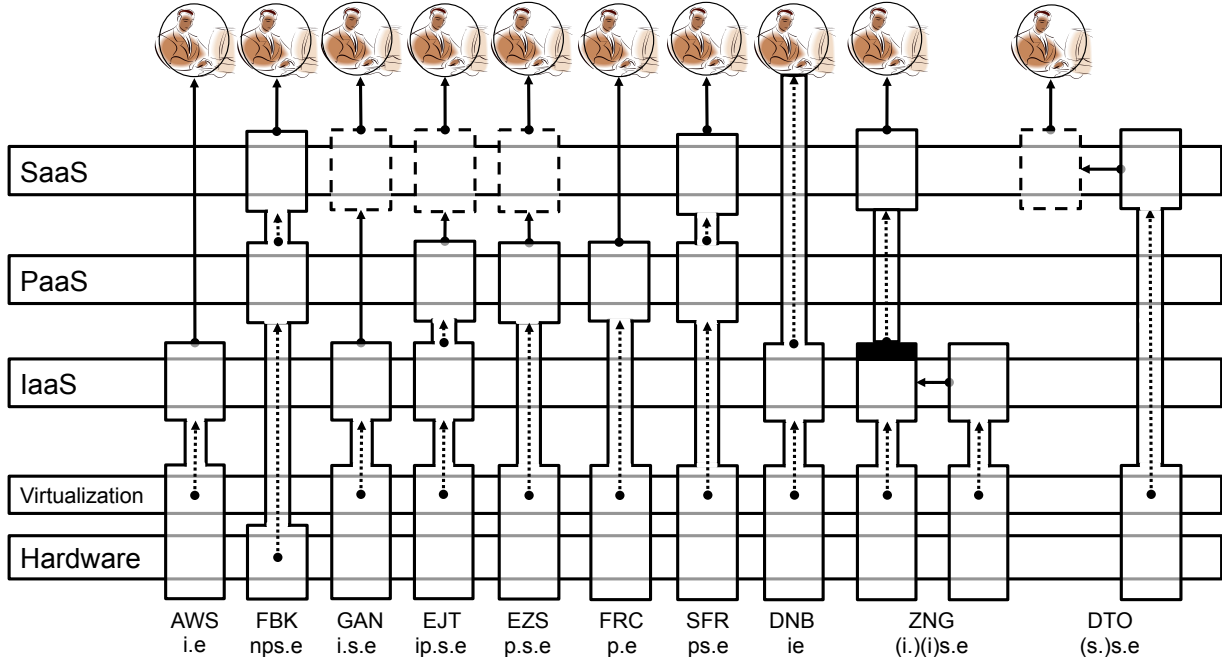 SaaS
PaaS
IaaS
Virtualization
Hardware
AWS FBK GAN EJT EZS FRC SFR DNB ZNG DTO
i.e nps.e i.s.e ip.s.e p.s.e p.e ps.e ie (i.)(i)s.e (s.)s.e